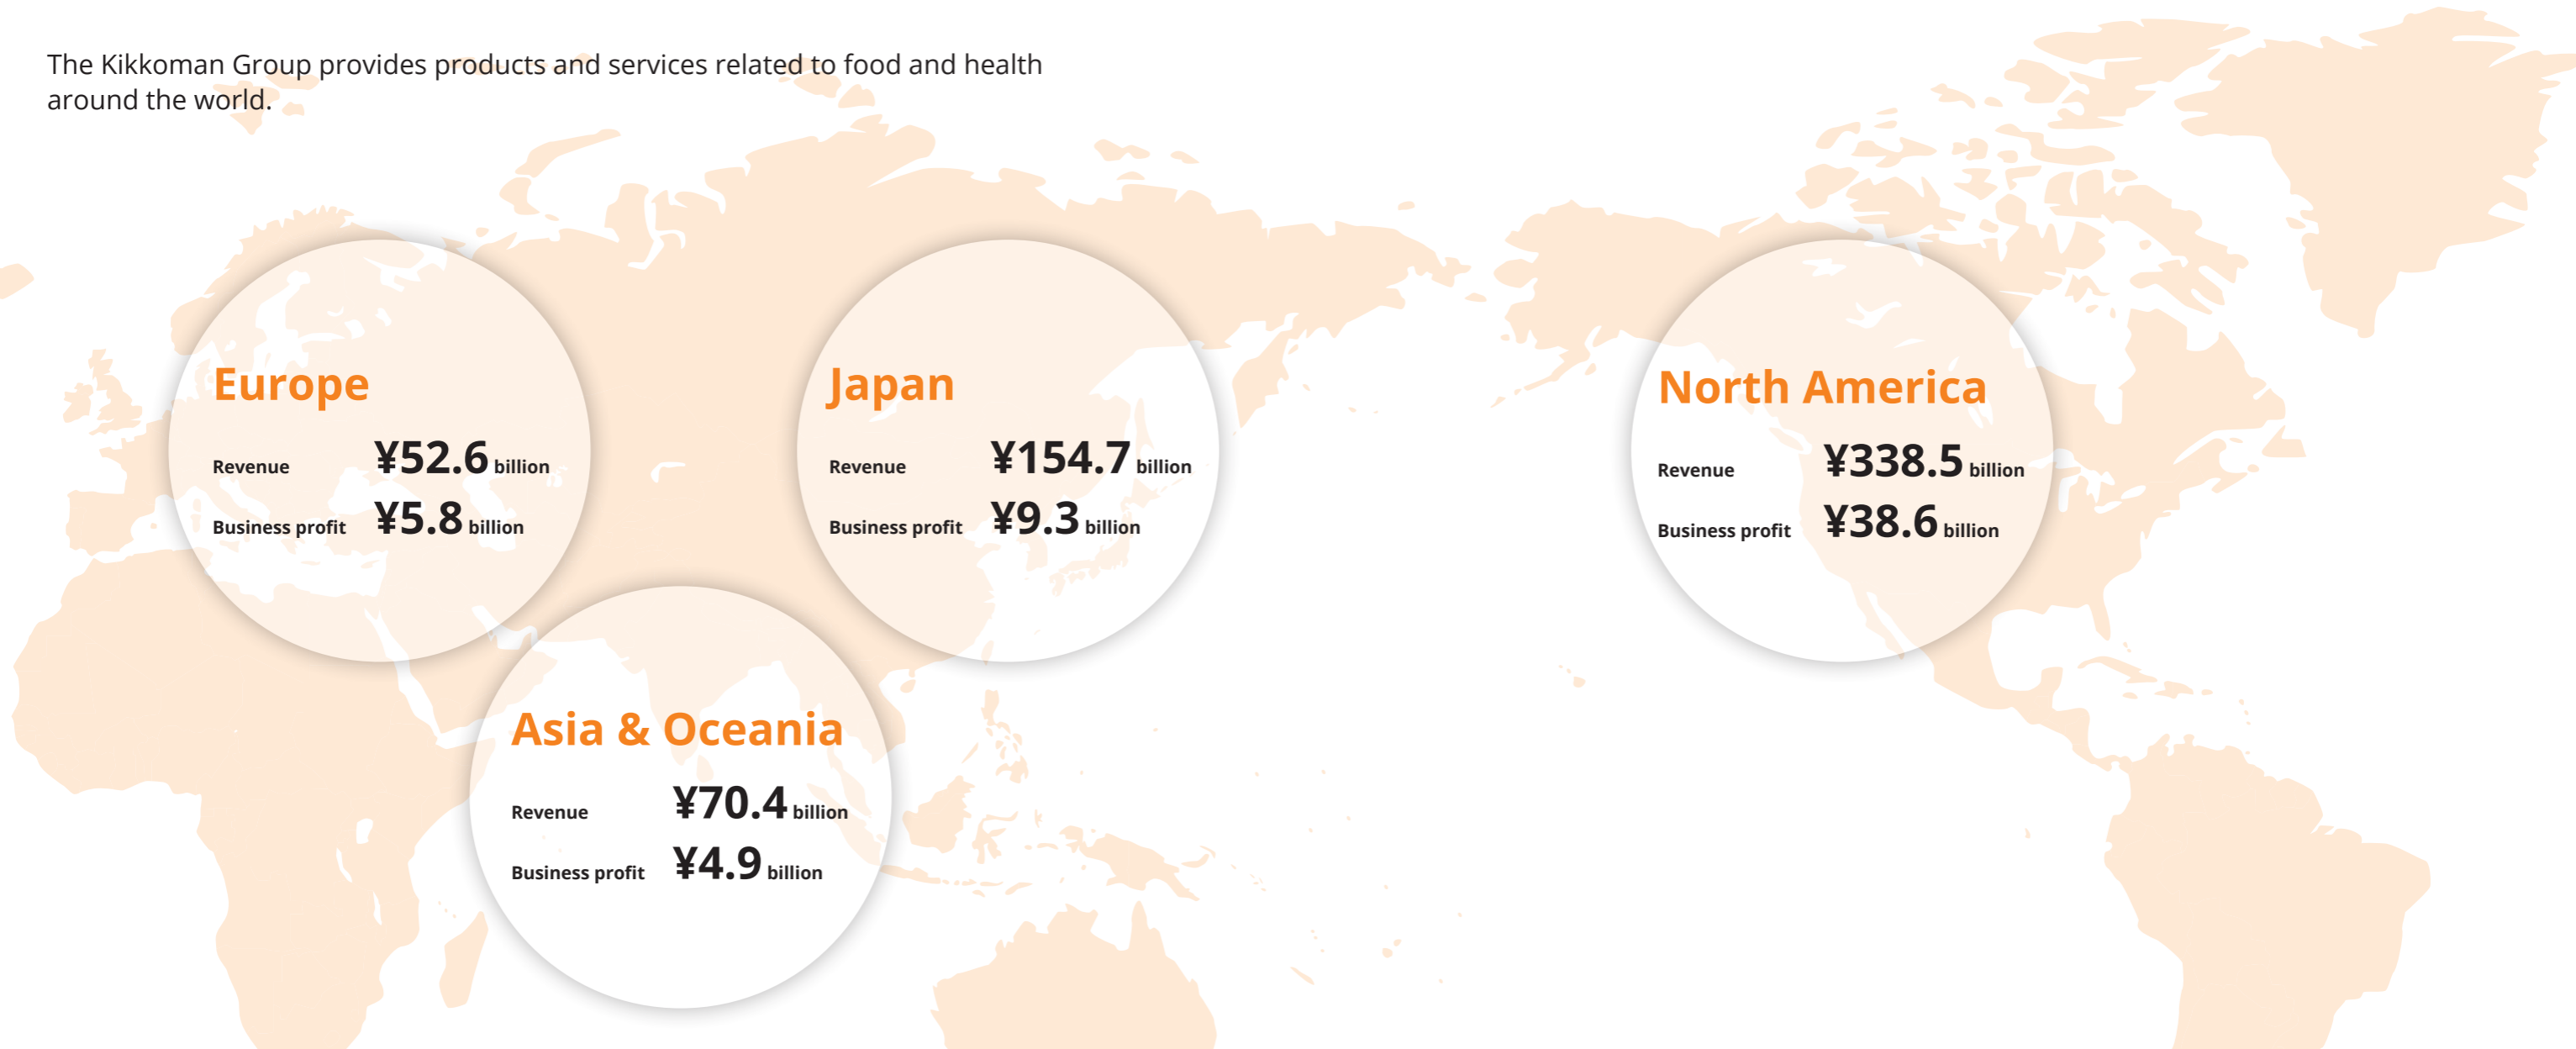 The Kikkoman Group provides products and services related to food and health
around the world.
Europe
Revenue ¥52.6 billion
Business profit ¥5.8 billion
Japan
Revenue ¥154.7 billion
Business profit ¥9.3 billion
North America
Revenue ¥338.5 billion
Business profit ¥38.6 billion
Asia & Oceania
Revenue ¥70.4 billion
Business profit ¥4.9 billion